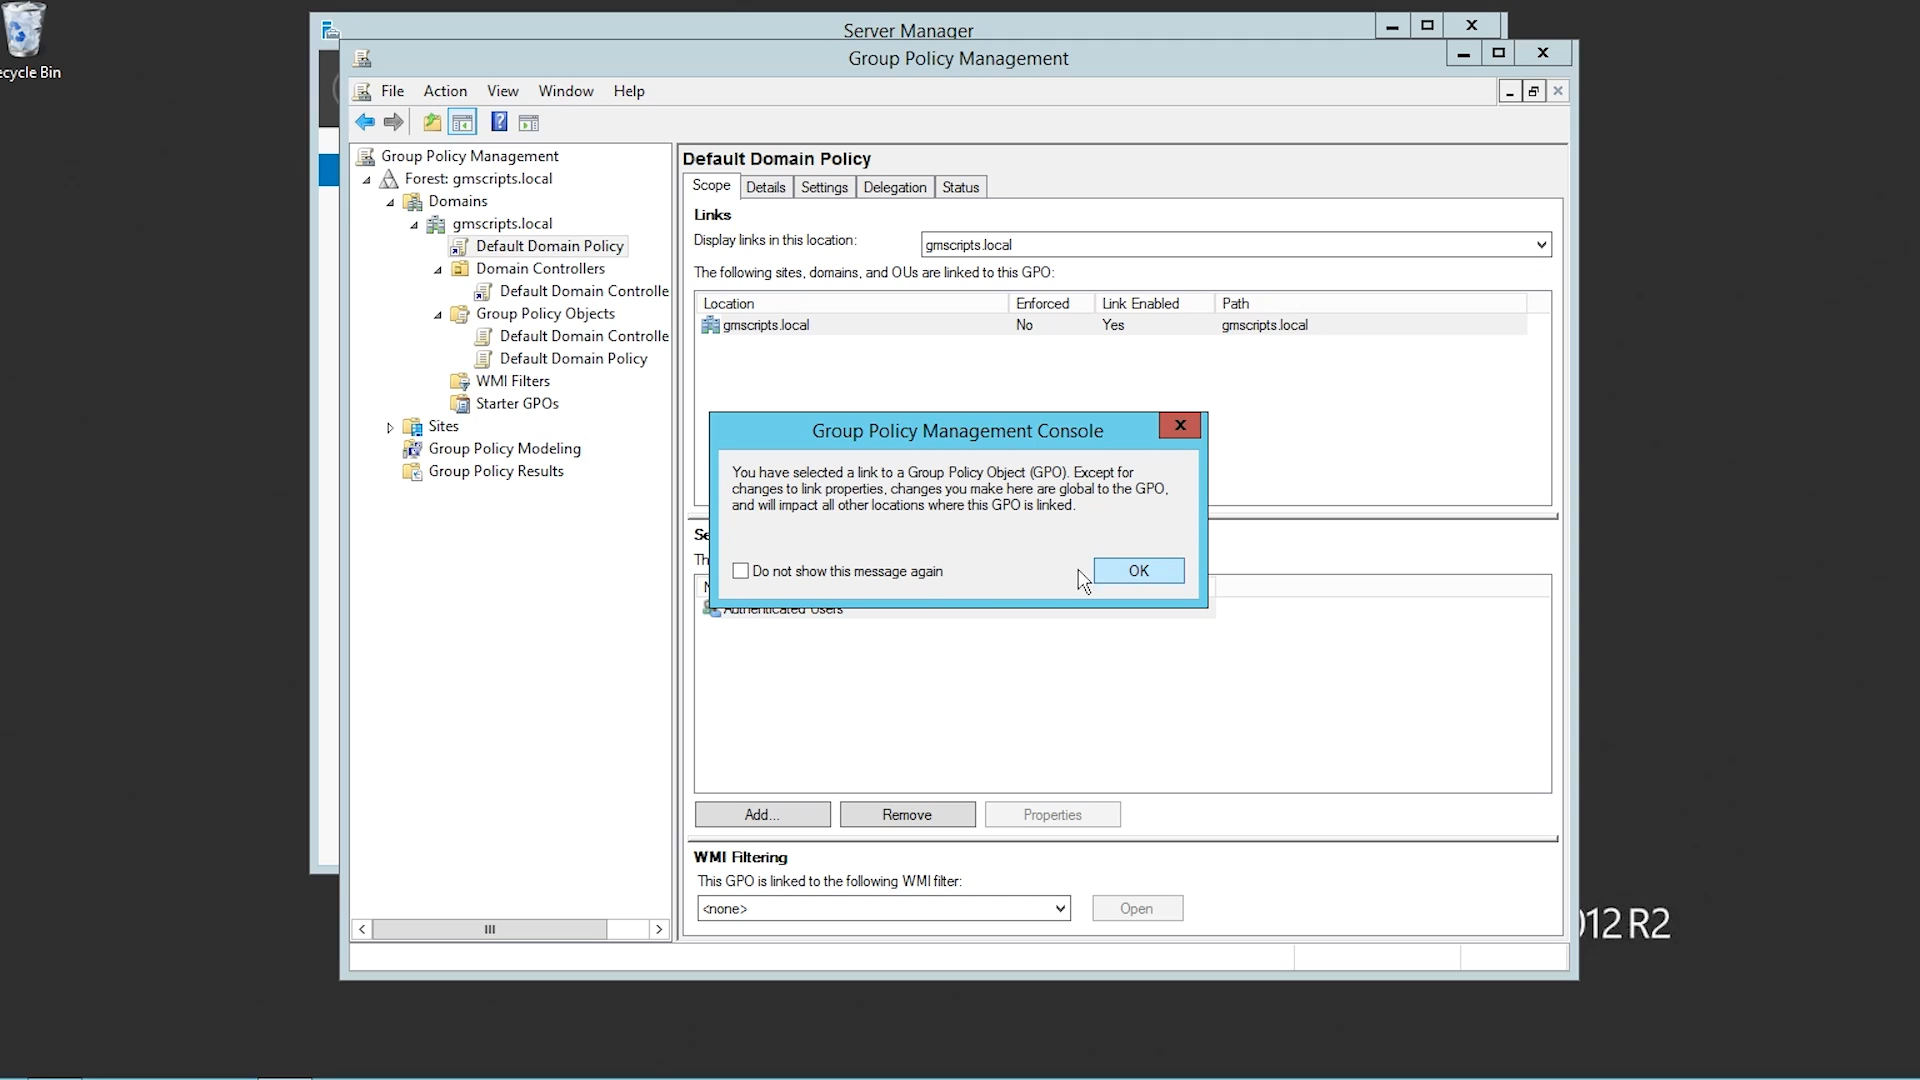 ecycle Bin
Server Manager
Group Policy Management
File Action View Window Help
Group Policy Management
Forest: gmscripts.local
Domains
gmscripts.local
Default Domain Policy
Domain Controllers
Default Domain Controlle
Group Policy Objects
Default Domain Controlle
Default Domain Policy
WMI Filters
Starter GPOs
Sites
Group Policy Modeling
Group Policy Results
Default Domain Policy
Scope Details Settings Delegation Status
Links
Display links in this location: gmscripts.local
The following sites, domains, and OUs are linked to this GPO:
Location Enforced Link Enabled Path
gmscripts.local No Yes gmscripts.local
Group Policy Management Console
You have selected a link to a Group Policy Object (GPO). Except for
changes to link properties, changes you make here are global to the GPO,
and will impact all other locations where this GPO is linked.
Do not show this message again OK
Authenticated Users
Add... Remove Properties
WMI Filtering
This GPO is linked to the following WMI filter:
<none> Open
012 R2